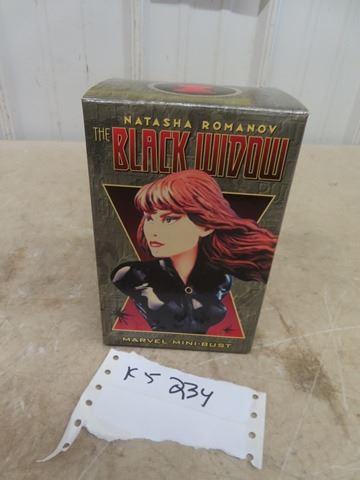 NATASHA ROMANOV
THE BLACK WIDOW
MARVEL MINI-BUST
K5 234